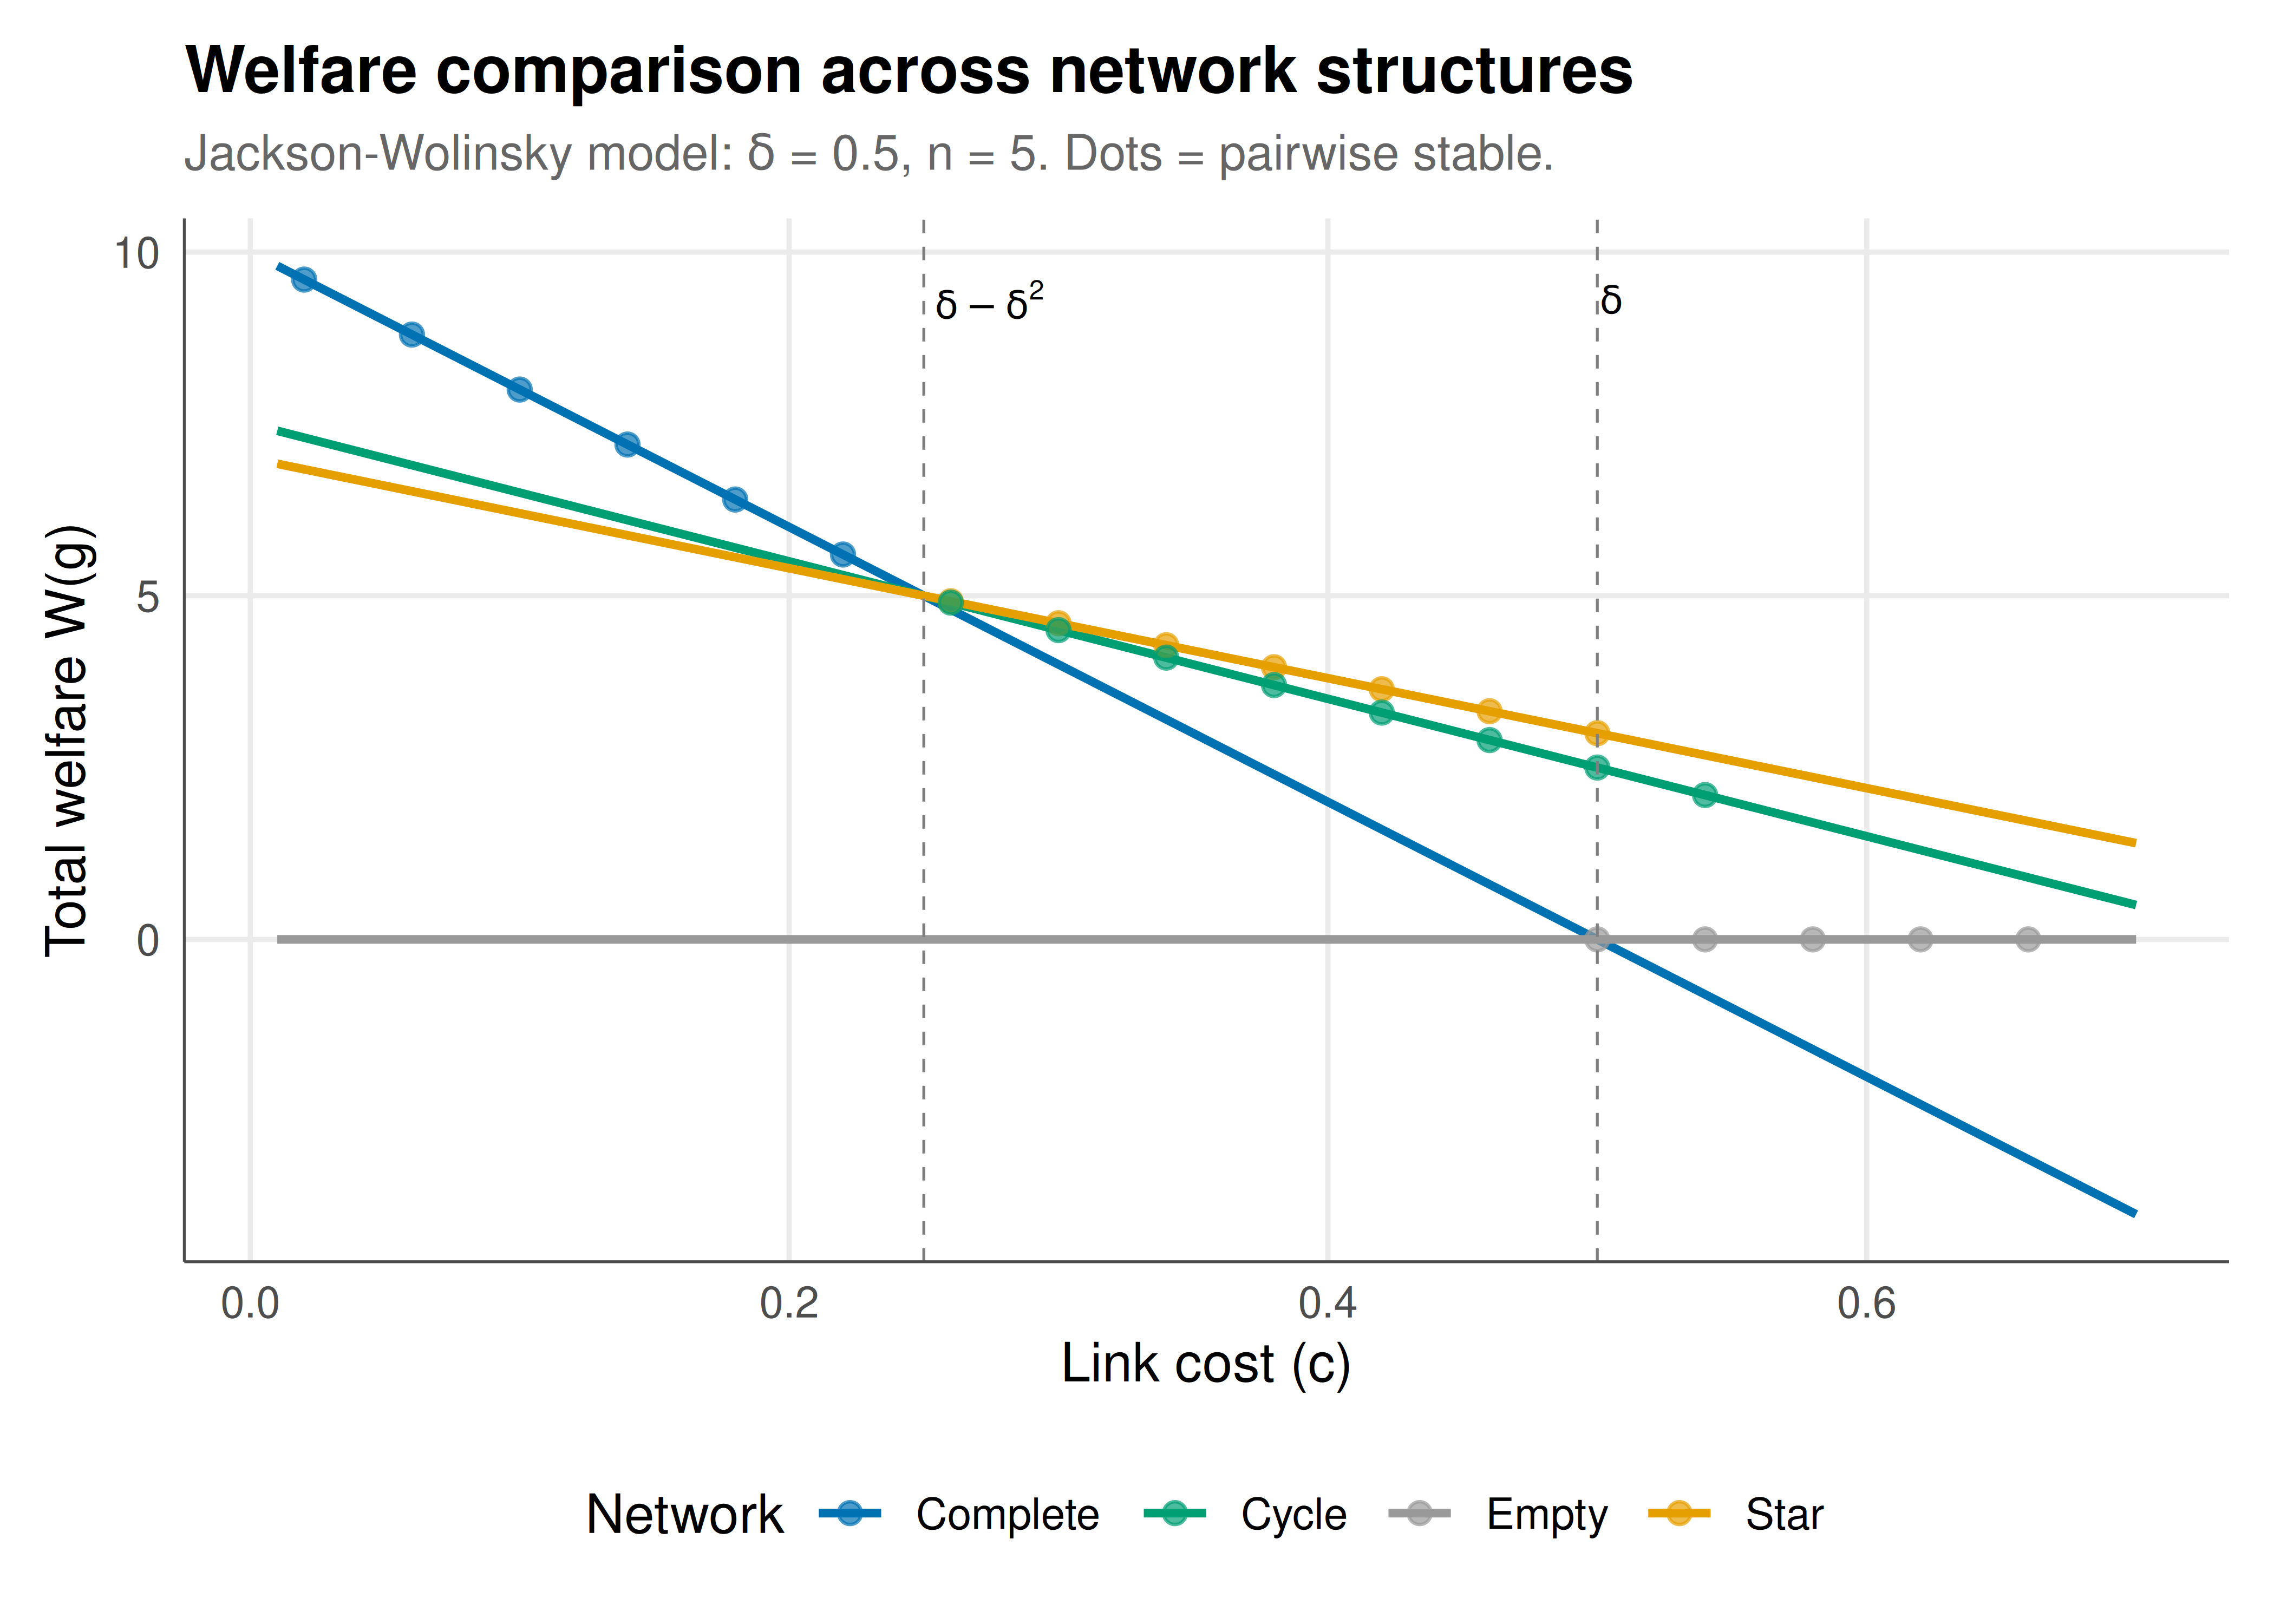 Welfare comparison across network structures
Jackson-Wolinsky model: δ = 0.5, n = 5. Dots = pairwise stable.
Total welfare W(g)
10
5
0
δ − δ²
δ
0.0 0.2 0.4 0.6
Link cost (c)
Network Complete Cycle Empty Star